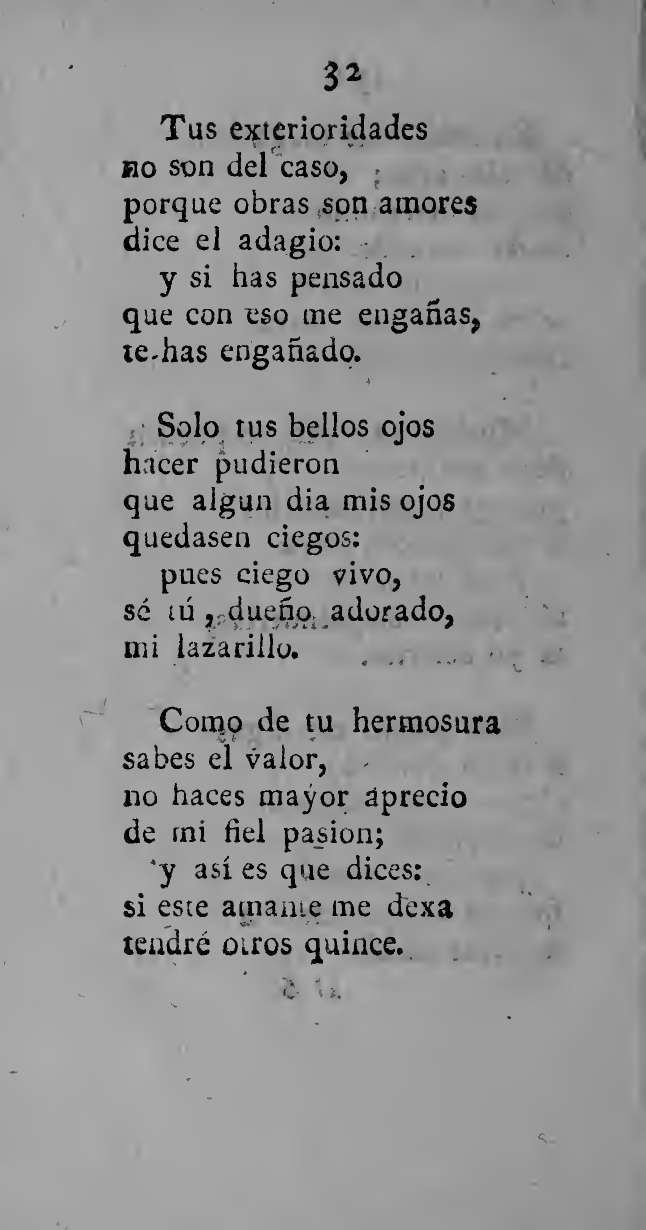 32
Tus exterioridades
no son del caso,
porque obras son amores
dice el adagio:
y si has pensado
que con eso me engañas,
te has engañado.
Solo tus bellos ojos
hacer pudieron
que algun dia mis ojos
quedasen ciegos:
pues ciego vivo,
sé tú, dueño adorado,
mi lazarillo.
Como de tu hermosura
sabes el valor,
no haces mayor aprecio
de mi fiel pasion;
y así es que dices:
si este amante me dexa
tendré otros quince.